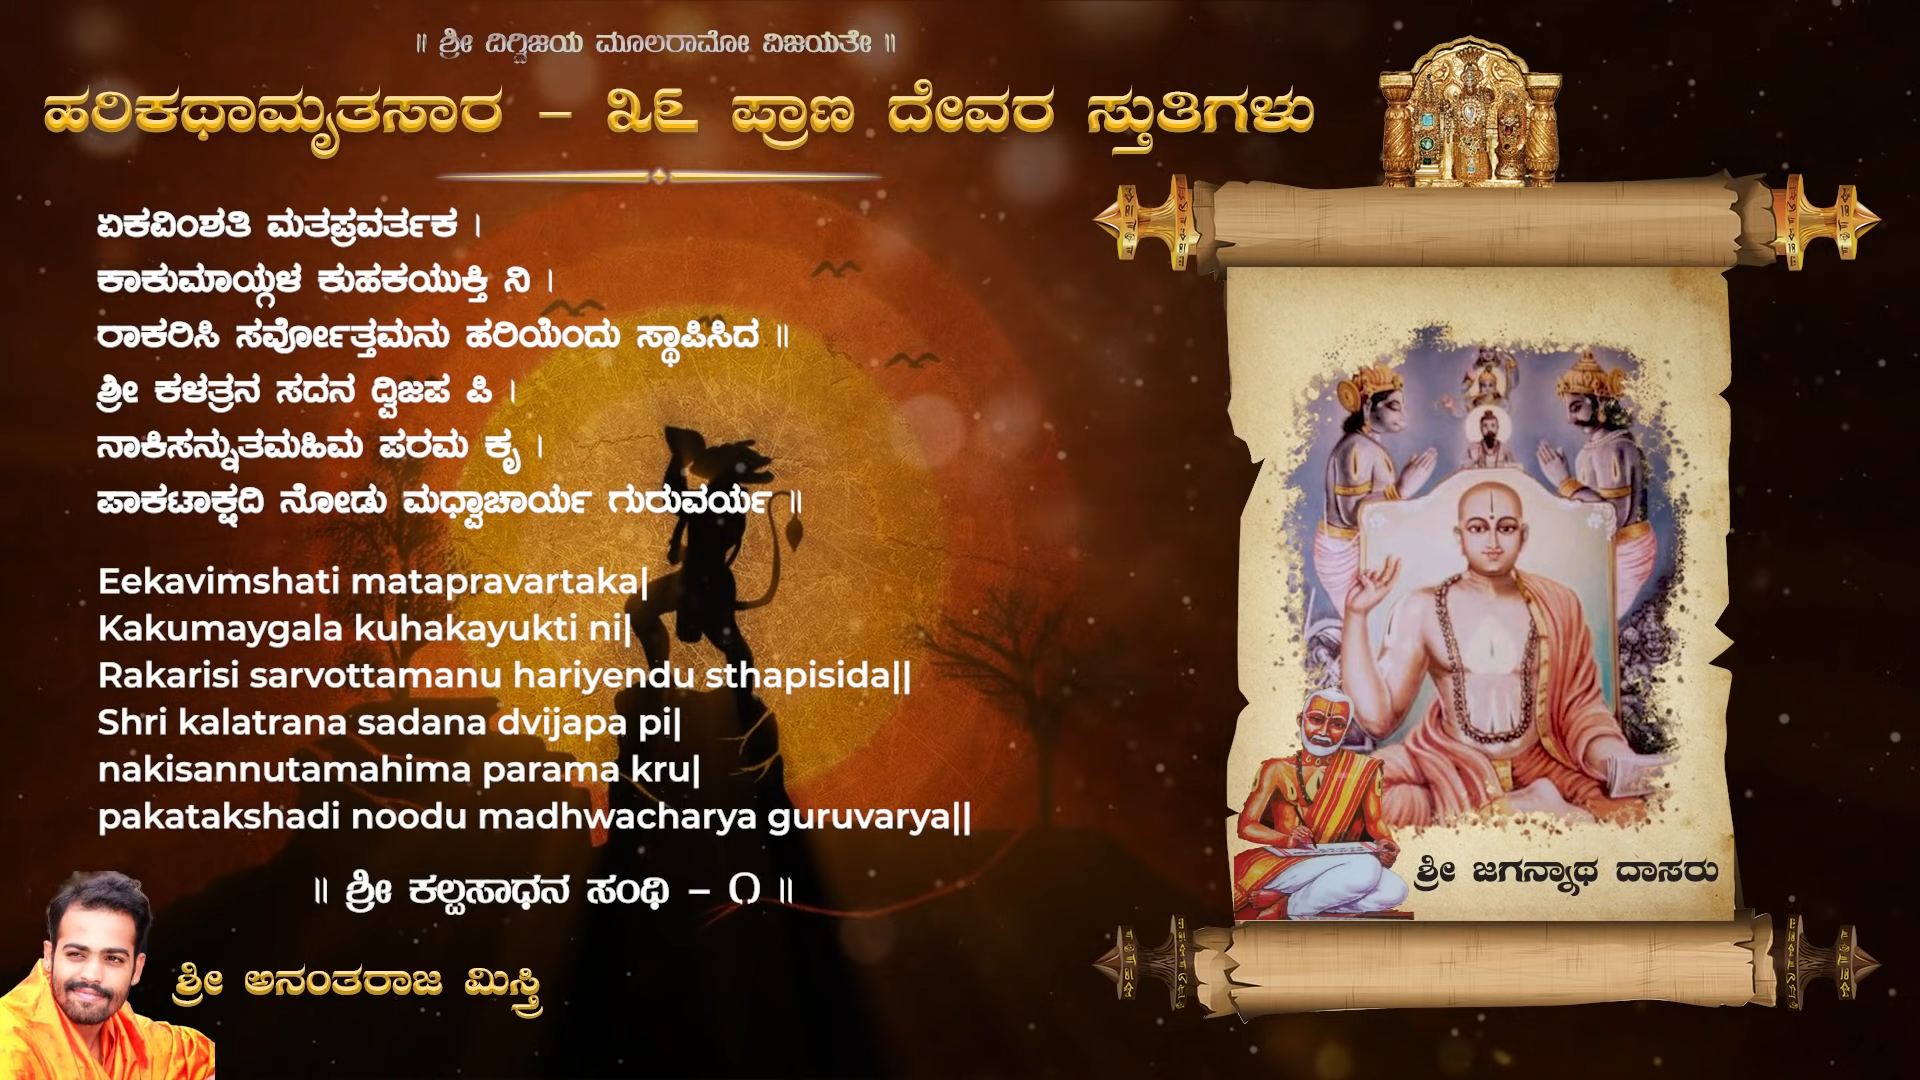 ॥ ಶ್ರೀ ದಿಗ್ವಿಜಯ ಮೂಲರಾಮೋ ವಿಜಯತೇ ॥
ಹರಿಕಥಾಮೃತಸಾರ – ೩೬ ಪ್ರಾಣ ದೇವರ ಸ್ತುತಿಗಳು
ಏಕವಿಂಶತಿ ಮತಪ್ರವರ್ತಕ ।
ಕಾಕುಮಾಯ್ಗಳ ಕುಹಕಯುಕ್ತಿ ನಿ ।
ರಾಕರಿಸಿ ಸರ್ವೋತ್ತಮನು ಹರಿಯೆಂದು ಸ್ಥಾಪಿಸಿದ ॥
ಶ್ರೀ ಕಳತ್ರನ ಸದನ ದ್ವಿಜಪ ಪಿ ।
ನಾಕಿಸನ್ನುತಮಹಿಮ ಪರಮ ಕೃ ।
ಪಾಕಟಾಕ್ಷದಿ ನೋಡು ಮಧ್ವಾಚಾರ್ಯ ಗುರುವರ್ಯ ॥
Eekavimshati matapravartaka|
Kakumaygala kuhakayukti ni|
Rakarisi sarvottamanu hariyendu sthapisida||
Shri kalatrana sadana dvijapa pi|
nakisannutamahima parama kru|
pakatakshadi noodu madhwacharya guruvarya||
॥ ಶ್ರೀ ಕಲ್ಪಸಾಧನ ಸಂಧಿ – ೧ ॥
ಶ್ರೀ ಅನಂತರಾಜ ಮಿಸ್ತ್ರಿ
ಶ್ರೀ ಜಗನ್ನಾಥ ದಾಸರು